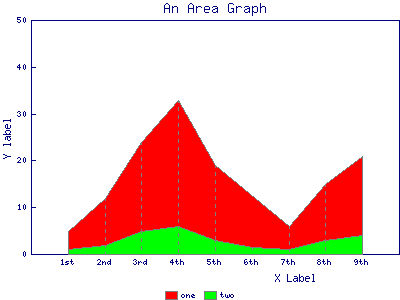 An Area Graph
50
40
30
20
10
0
Y label
1st 2nd 3rd 4th 5th 6th 7th 8th 9th
X Label
one two